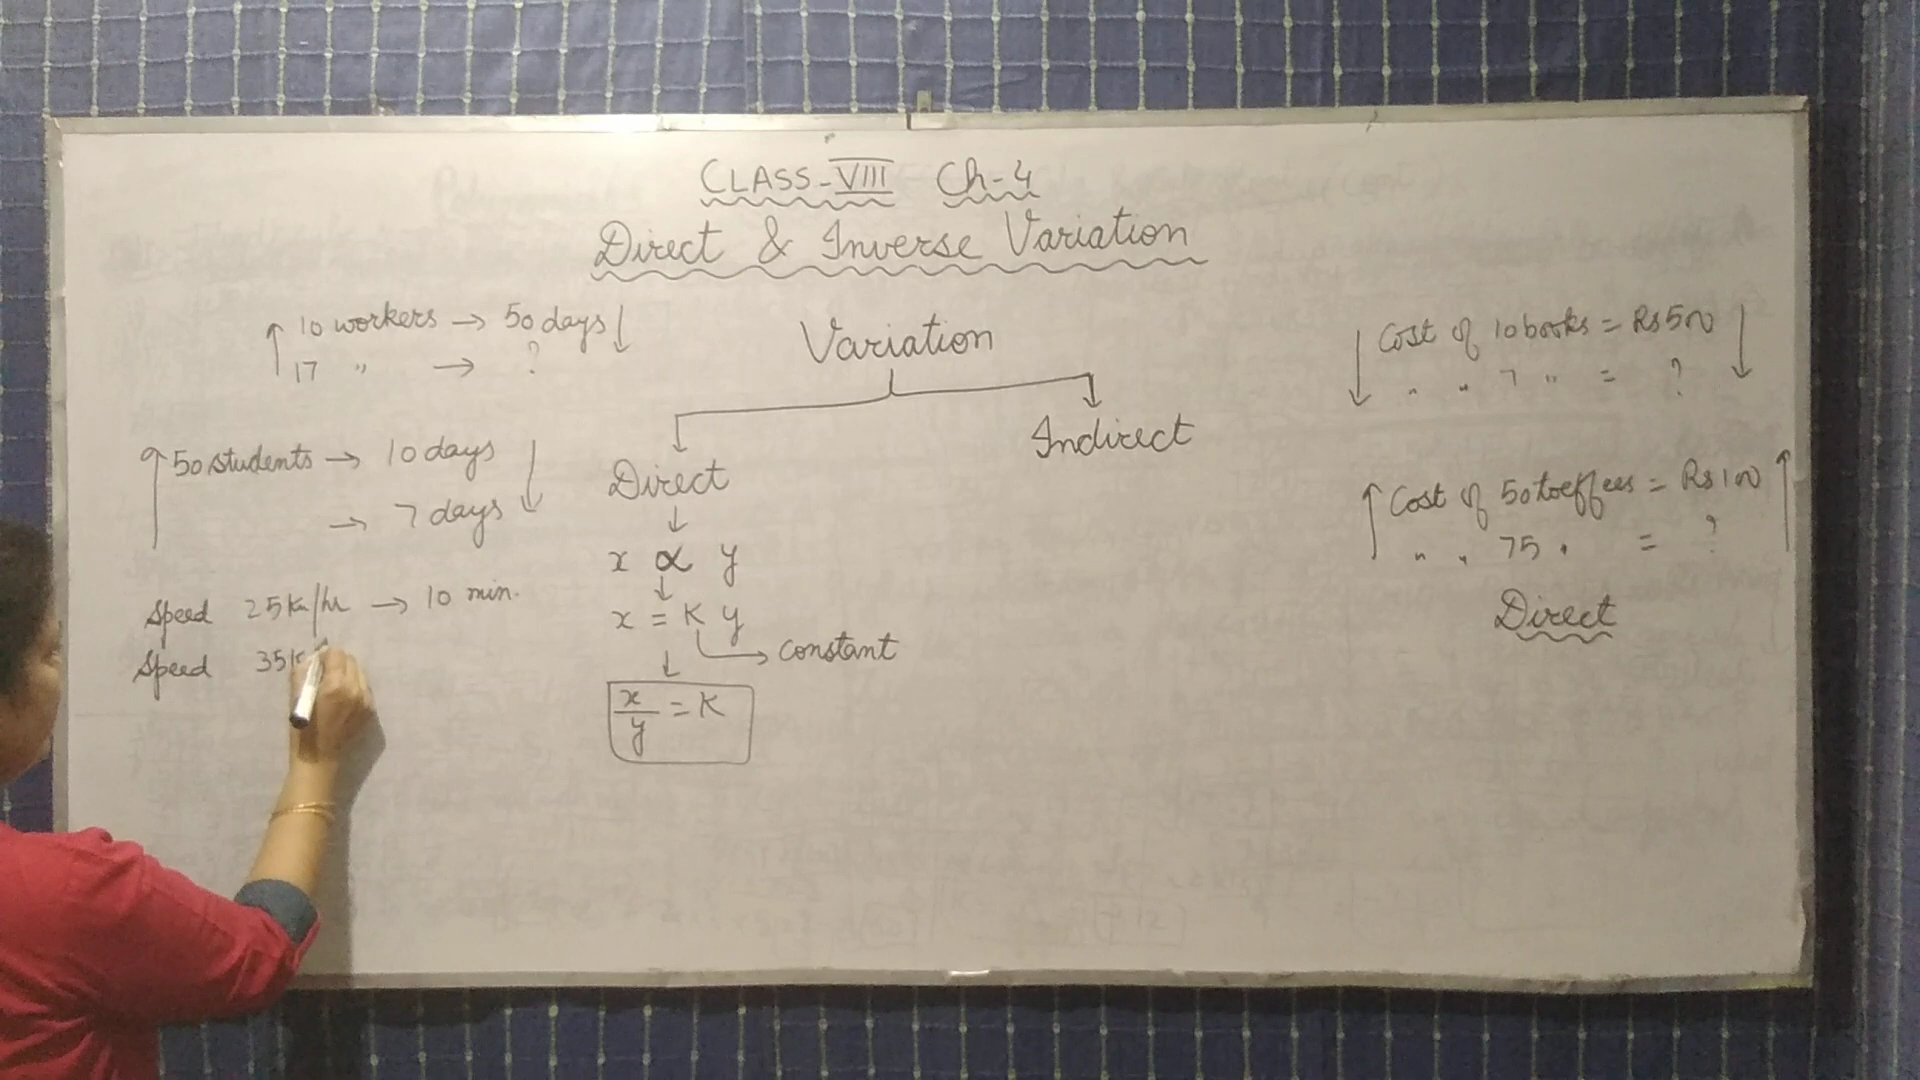 CLASS-VIII Ch-4
Direct & Inverse Variation
↑ 10 workers → 50 days ↓
17 " → ?
↑ 50 students → 10 days ↓
→ 7 days
Speed 25 Km/hr → 10 min.
Speed 35 K
Variation
Direct
Indirect
↓
x ∝ y
↓
x = K y
→ constant
↓
x/y = K
↓ Cost of 10 books = Rs 500 ↓
" " 7 " = ?
↑ Cost of 50 toeffees = Rs 100 ↑
" " 75 " = ?
Direct